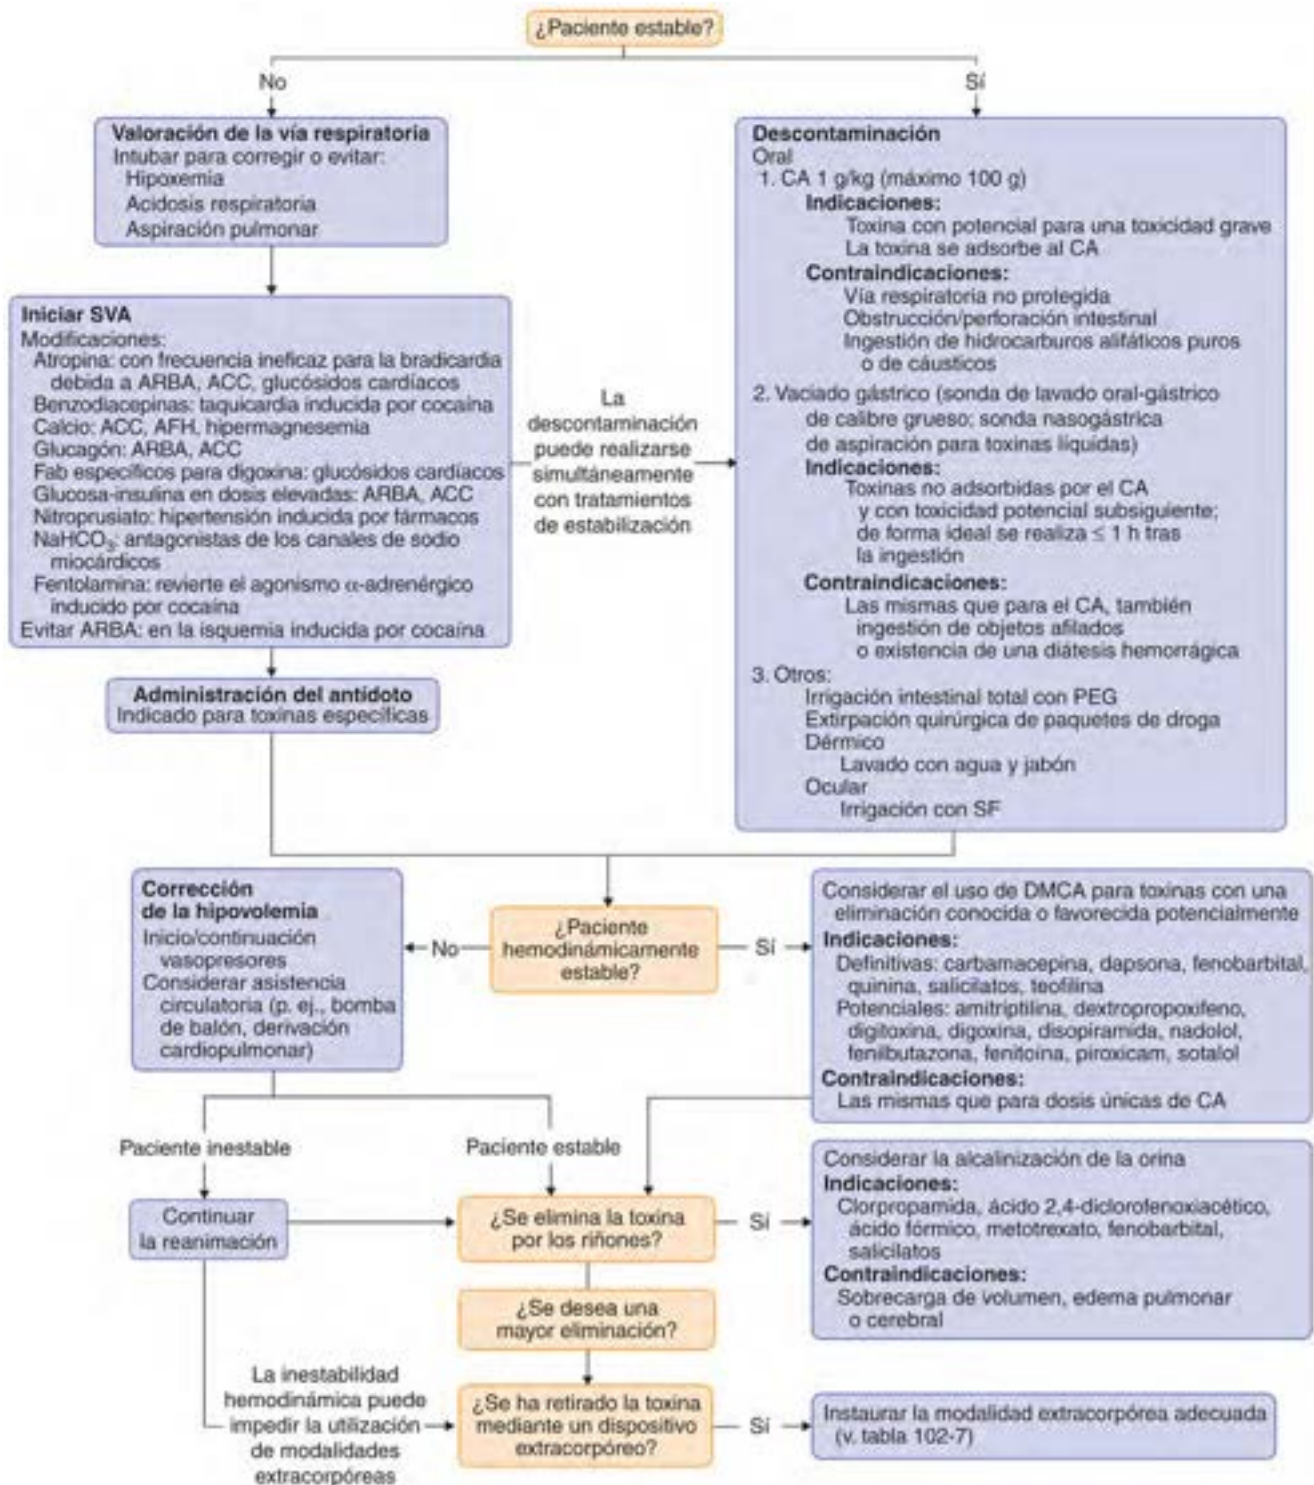 ¿Paciente estable?
No
Sí
Valoración de la vía respiratoria
Intubar para corregir o evitar:
Hipoxemia
Acidosis respiratoria
Aspiración pulmonar
Iniciar SVA
Modificaciones:
Atropina: con frecuencia ineficaz para la bradicardia
debida a ARBA, ACC, glucósidos cardíacos
Benzodiacepinas: taquicardia inducida por cocaína
Calcio: ACC, AFH, hipermagnesemia
Glucagón: ARBA, ACC
Fab específicos para digoxina: glucósidos cardíacos
Glucosa-insulina en dosis elevadas: ARBA, ACC
Nitroprusiato: hipertensión inducida por fármacos
NaHCO₃: antagonistas de los canales de sodio
miocárdicos
Fentolamina: revierte el agonismo α-adrenérgico
inducido por cocaína
Evitar ARBA: en la isquemia inducida por cocaína
La
descontaminación
puede realizarse
simultáneamente
con tratamientos
de estabilización
Descontaminación
Oral
1. CA 1 g/kg (máximo 100 g)
Indicaciones:
Toxina con potencial para una toxicidad grave
La toxina se adsorbe al CA
Contraindicaciones:
Vía respiratoria no protegida
Obstrucción/perforación intestinal
Ingestión de hidrocarburos alifáticos puros
o de cáusticos
2. Vaciado gástrico (sonda de lavado oral-gástrico
de calibre grueso; sonda nasogástrica
de aspiración para toxinas líquidas)
Indicaciones:
Toxinas no adsorbidas por el CA
y con toxicidad potencial subsiguiente;
de forma ideal se realiza ≤ 1 h tras
la ingestión
Contraindicaciones:
Las mismas que para el CA, también
ingestión de objetos afilados
o existencia de una diátesis hemorrágica
3. Otros:
Irrigación intestinal total con PEG
Extirpación quirúrgica de paquetes de droga
Dérmico
Lavado con agua y jabón
Ocular
Irrigación con SF
Administración del antídoto
Indicado para toxinas específicas
Corrección
de la hipovolemia
Inicio/continuación
vasopresores
Considerar asistencia
circulatoria (p. ej., bomba
de balón, derivación
cardiopulmonar)
No
¿Paciente
hemodinámicamente
estable?
Sí
Considerar el uso de DMCA para toxinas con una
eliminación conocida o favorecida potencialmente
Indicaciones:
Definitivas: carbamacepina, dapsona, fenobarbital,
quinina, salicilatos, teofilina
Potenciales: amitriptilina, dextropropoxifeno,
digitoxina, digoxina, disopiramida, nadolol,
fenilbutazona, fenitoína, piroxicam, sotalol
Contraindicaciones:
Las mismas que para dosis únicas de CA
Paciente inestable
Paciente estable
Continuar
la reanimación
¿Se elimina la toxina
por los riñones?
Sí
Considerar la alcalinización de la orina
Indicaciones:
Clorpropamida, ácido 2,4-diclorofenoxiacético,
ácido fórmico, metotrexato, fenobarbital,
salicilatos
Contraindicaciones:
Sobrecarga de volumen, edema pulmonar
o cerebral
¿Se desea una
mayor eliminación?
La inestabilidad
hemodinámica puede
impedir la utilización
de modalidades
extracorpóreas
¿Se ha retirado la toxina
mediante un dispositivo
extracorpóreo?
Sí
Instaurar la modalidad extracorpórea adecuada
(v. tabla 102-7)